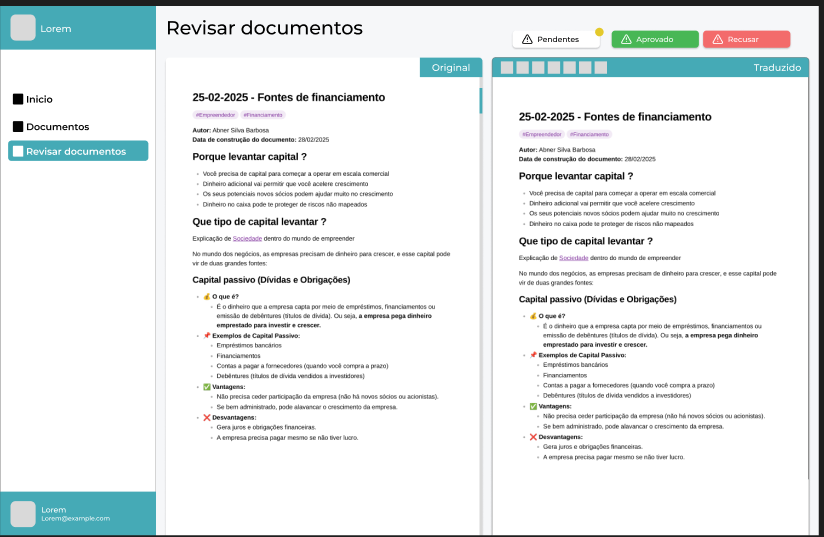 Lorem
Inicio
Documentos
Revisar documentos
Lorem
Lorem@example.com
Revisar documentos
Pendentes
Aprovado
Recusar
Original
25-02-2025 - Fontes de financiamento
#Empreendedor #Financiamento
Autor: Abner Silva Barbosa
Data de construção do documento: 28/02/2025
Porque levantar capital ?
Você precisa de capital para começar a operar em escala comercial
Dinheiro adicional vai permitir que você acelere crescimento
Os seus potenciais novos sócios podem ajudar muito no crescimento
Dinheiro no caixa pode te proteger de riscos não mapeados
Que tipo de capital levantar ?
Explicação de Sociedade dentro do mundo de empreender
No mundo dos negócios, as empresas precisam de dinheiro para crescer, e esse capital pode
vir de duas grandes fontes:
Capital passivo (Dívidas e Obrigações)
💰 O que é?
É o dinheiro que a empresa capta por meio de empréstimos, financiamentos ou
emissão de debêntures (títulos de dívida). Ou seja, a empresa pega dinheiro
emprestado para investir e crescer.
📌 Exemplos de Capital Passivo:
Empréstimos bancários
Financiamentos
Contas a pagar a fornecedores (quando você compra a prazo)
Debêntures (títulos de dívida vendidos a investidores)
✅ Vantagens:
Não precisa ceder participação da empresa (não há novos sócios ou acionistas).
Se bem administrado, pode alavancar o crescimento da empresa.
❌ Desvantagens:
Gera juros e obrigações financeiras.
A empresa precisa pagar mesmo se não tiver lucro.
Traduzido
25-02-2025 - Fontes de financiamento
#Empreendedor #Financiamento
Autor: Abner Silva Barbosa
Data de construção do documento: 28/02/2025
Porque levantar capital ?
Você precisa de capital para começar a operar em escala comercial
Dinheiro adicional vai permitir que você acelere crescimento
Os seus potenciais novos sócios podem ajudar muito no crescimento
Dinheiro no caixa pode te proteger de riscos não mapeados
Que tipo de capital levantar ?
Explicação de Sociedade dentro do mundo de empreender
No mundo dos negócios, as empresas precisam de dinheiro para crescer, e esse capital pode
vir de duas grandes fontes:
Capital passivo (Dívidas e Obrigações)
💰 O que é?
É o dinheiro que a empresa capta por meio de empréstimos, financiamentos ou
emissão de debêntures (títulos de dívida). Ou seja, a empresa pega dinheiro
emprestado para investir e crescer.
📌 Exemplos de Capital Passivo:
Empréstimos bancários
Financiamentos
Contas a pagar a fornecedores (quando você compra a prazo)
Debêntures (títulos de dívida vendidos a investidores)
✅ Vantagens:
Não precisa ceder participação da empresa (não há novos sócios ou acionistas).
Se bem administrado, pode alavancar o crescimento da empresa.
❌ Desvantagens:
Gera juros e obrigações financeiras.
A empresa precisa pagar mesmo se não tiver lucro.